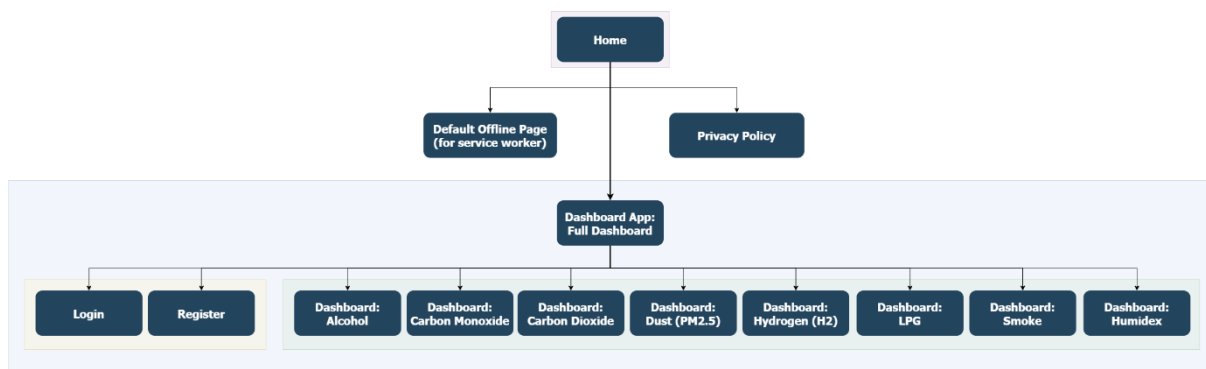 Home
Default Offline Page
(for service worker)
Privacy Policy
Dashboard App:
Full Dashboard
Login
Register
Dashboard:
Alcohol
Dashboard:
Carbon Monoxide
Dashboard:
Carbon Dioxide
Dashboard:
Dust (PM2.5)
Dashboard:
Hydrogen (H2)
Dashboard:
LPG
Dashboard:
Smoke
Dashboard:
Humidex